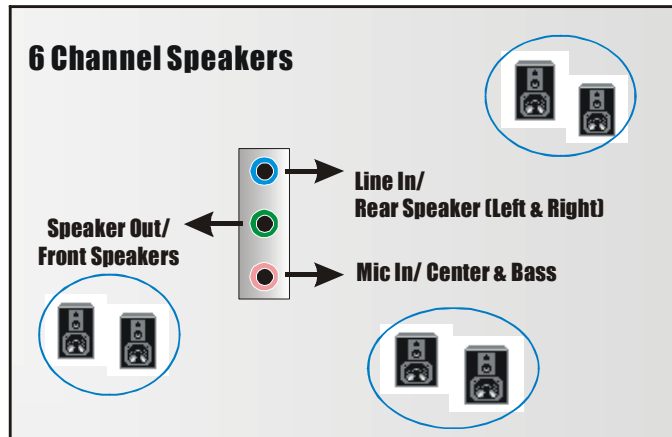 6 Channel Speakers
Line In/
Rear Speaker (Left & Right)
Speaker Out/
Front Speakers
Mic In/ Center & Bass